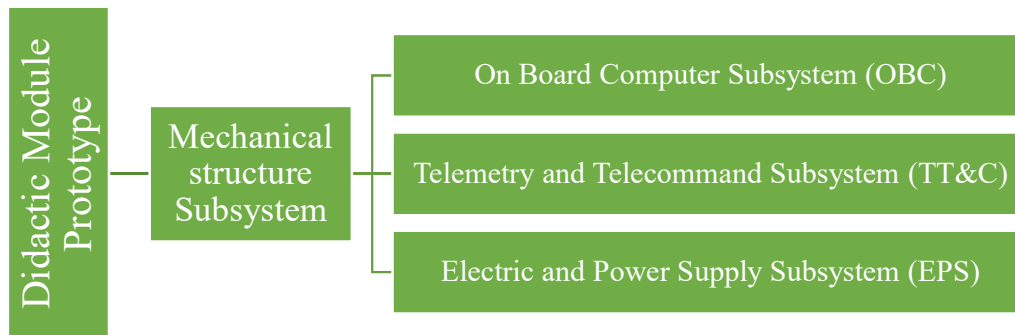 Didactic Module
Prototype
Mechanical
structure
Subsystem
On Board Computer Subsystem (OBC)
Telemetry and Telecommand Subsystem (TT&C)
Electric and Power Supply Subsystem (EPS)